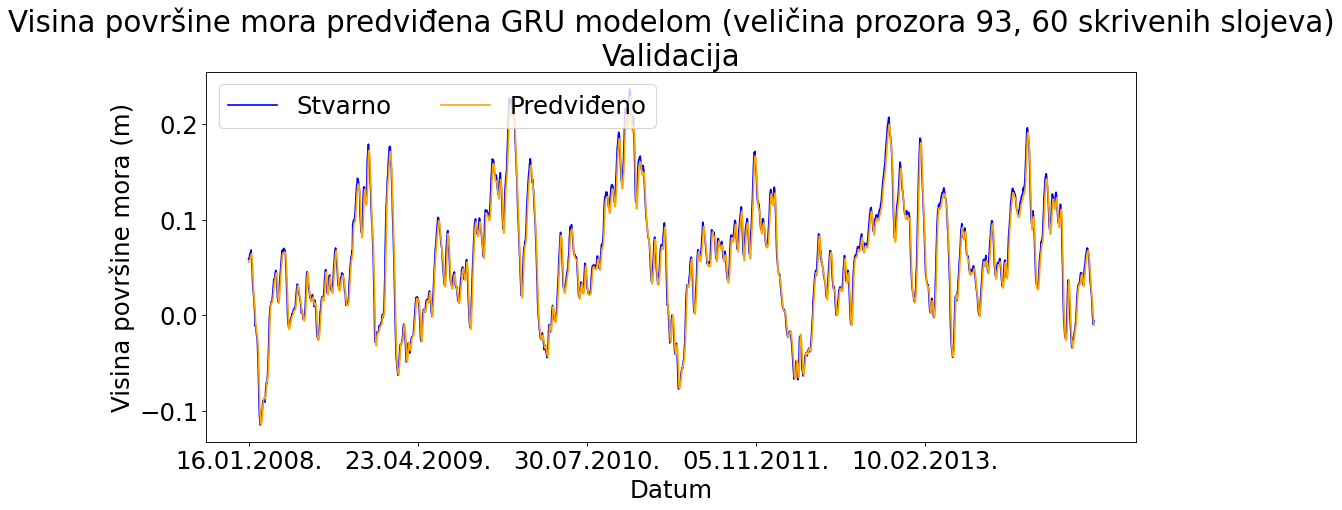 Visina površine mora predviđena GRU modelom (veličina prozora 93, 60 skrivenih slojeva)
Validacija
Stvarno
Predviđeno
Visina površine mora (m)
0.2
0.1
0.0
−0.1
16.01.2008.
23.04.2009.
30.07.2010.
05.11.2011.
10.02.2013.
Datum